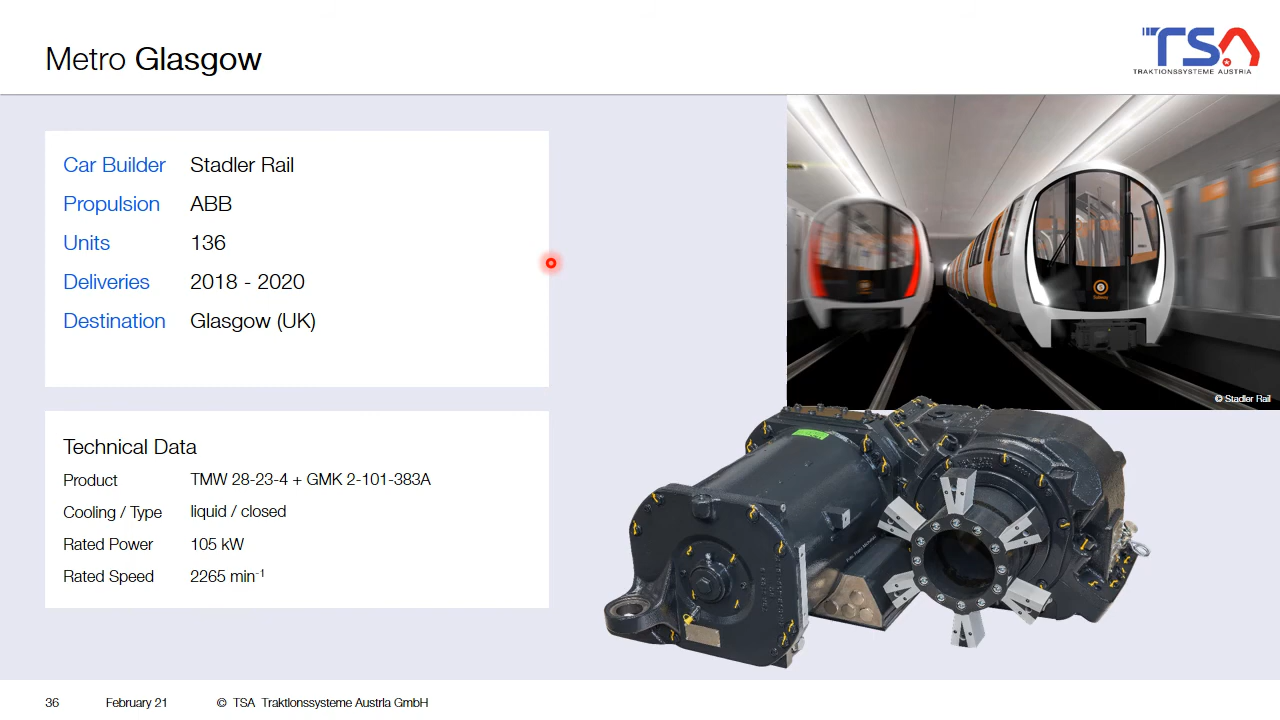 Metro Glasgow
TSA
TRAKTIONSSYSTEME AUSTRIA
Car Builder Stadler Rail
Propulsion ABB
Units 136
Deliveries 2018 - 2020
Destination Glasgow (UK)
© Stadler Rail
Technical Data
Product TMW 28-23-4 + GMK 2-101-383A
Cooling / Type liquid / closed
Rated Power 105 kW
Rated Speed 2265 min⁻¹
36 February 21 © TSA Traktionssysteme Austria GmbH